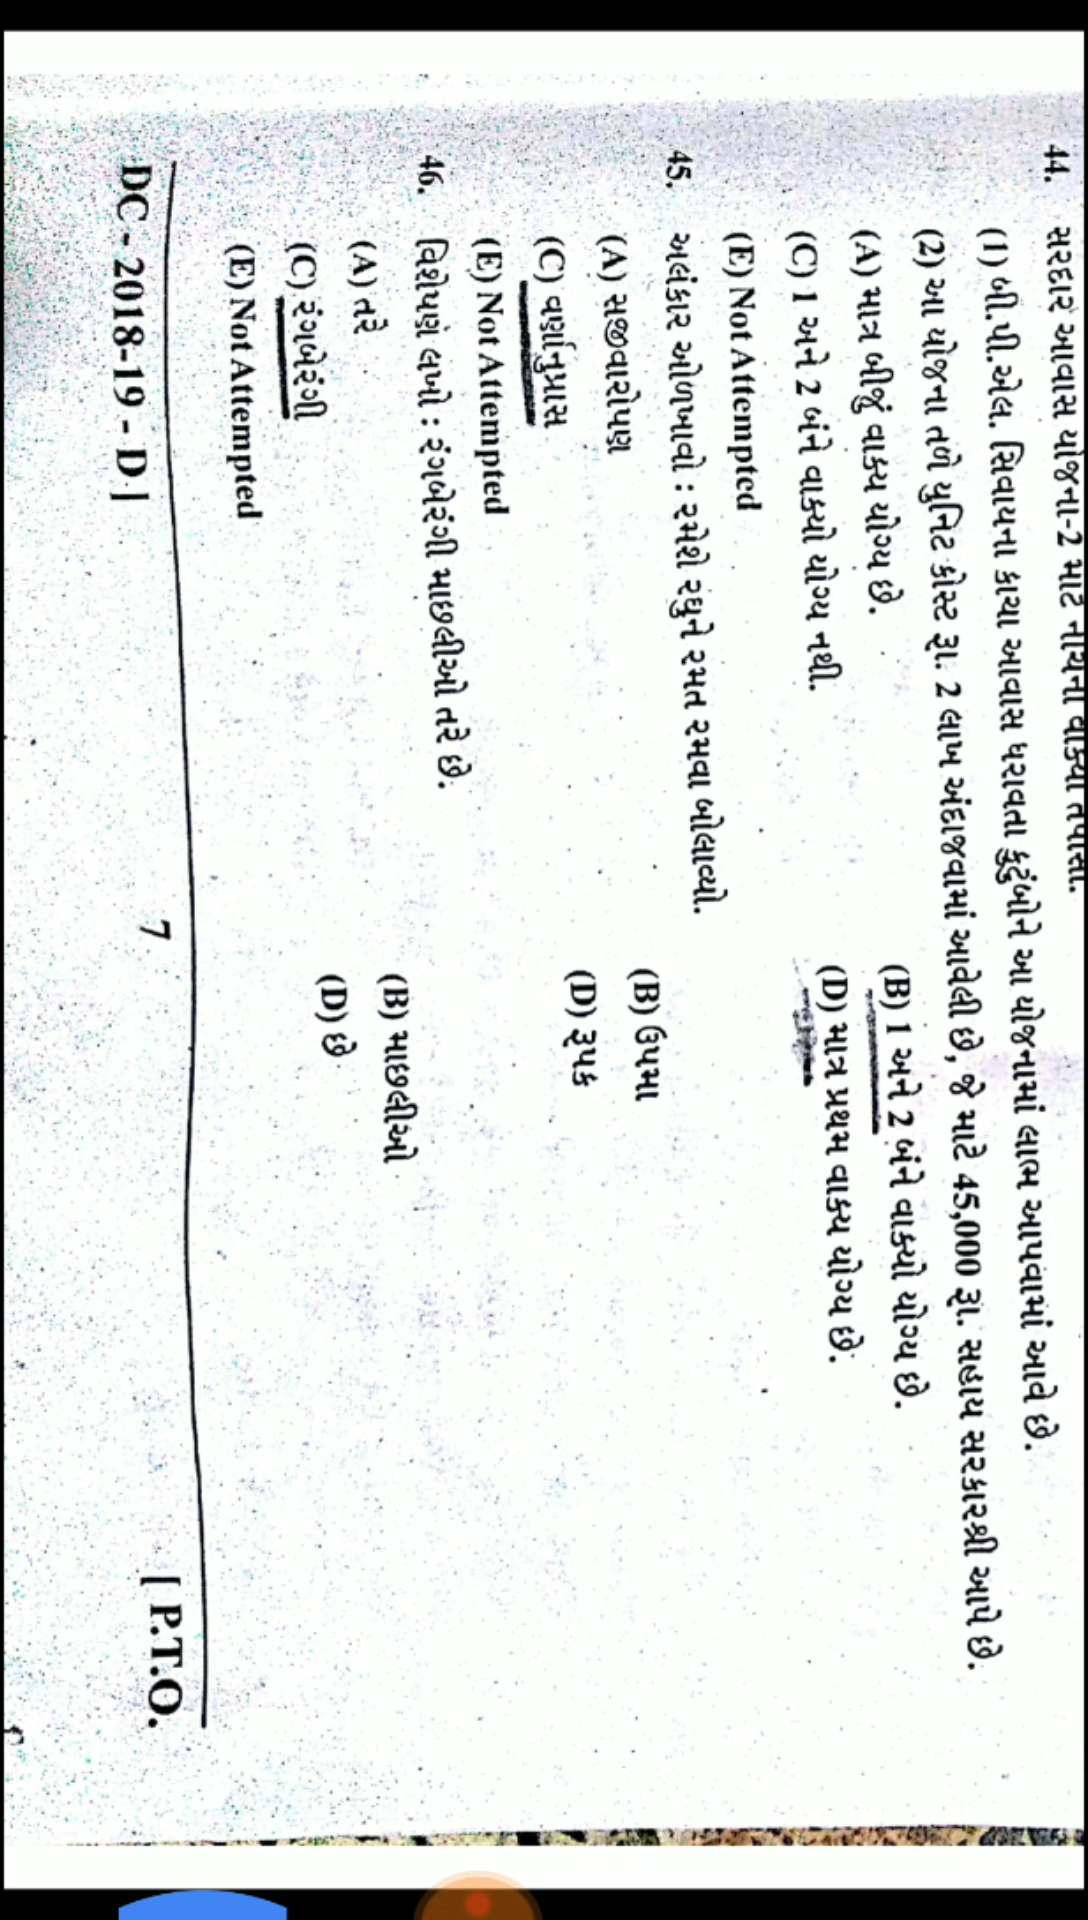 44. સરદાર આવાસ યોજના-2 માટે નીચેના વાક્યો તપાસો.
(1) બી.પી.એલ. સિવાયના કાચા આવાસ ધરાવતા કુટુંબોને આ યોજનામાં લાભ આપવામાં આવે છે.
(2) આ યોજના તળે યુનિટ કોસ્ટ રૂા. 2 લાખ અંદાજવામાં આવેલી છે, જે માટે 45,000 રૂા. સહાય સરકારશ્રી આપે છે.
(A) માત્ર બીજું વાક્ય યોગ્ય છે. (B) 1 અને 2 બંને વાક્યો યોગ્ય છે.
(C) 1 અને 2 બંને વાક્યો યોગ્ય નથી. (D) માત્ર પ્રથમ વાક્ય યોગ્ય છે.
(E) Not Attempted
45. અલંકાર ઓળખાવો : રમેશે રઘુને રમત રમવા બોલાવ્યો.
(A) સજીવારોપણ (B) ઉપમા
(C) વર્ણાનુપ્રાસ (D) રૂપક
(E) Not Attempted
46. વિશેષણ લખો : રંગબેરંગી માછલીઓ તરે છે.
(A) તરે (B) માછલીઓ
(C) રંગબેરંગી (D) છે
(E) Not Attempted
DC - 2018-19 - D ] 7 [ P.T.O.